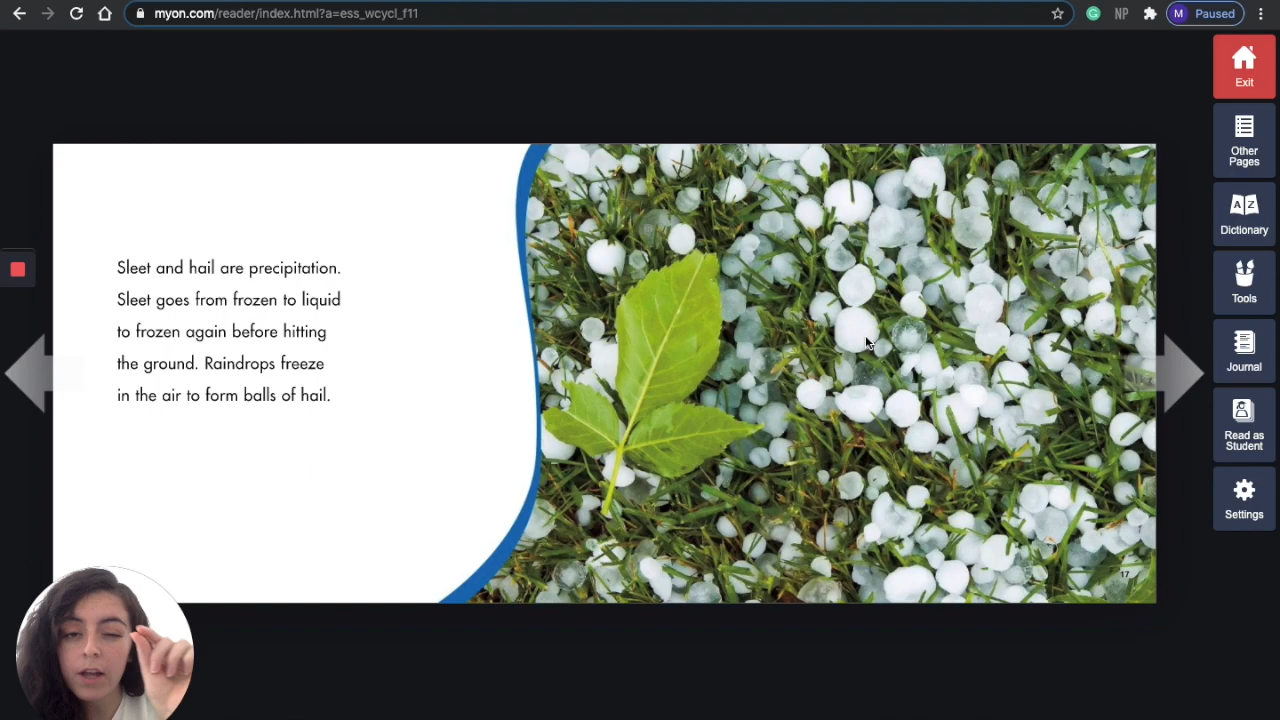 myon.com/reader/index.html?a=ess_wcycl_f11
NP
M Paused
Exit
Other
Pages
A Z
Dictionary
Tools
Journal
Read as
Student
Settings
Sleet and hail are precipitation.
Sleet goes from frozen to liquid
to frozen again before hitting
the ground. Raindrops freeze
in the air to form balls of hail.
17